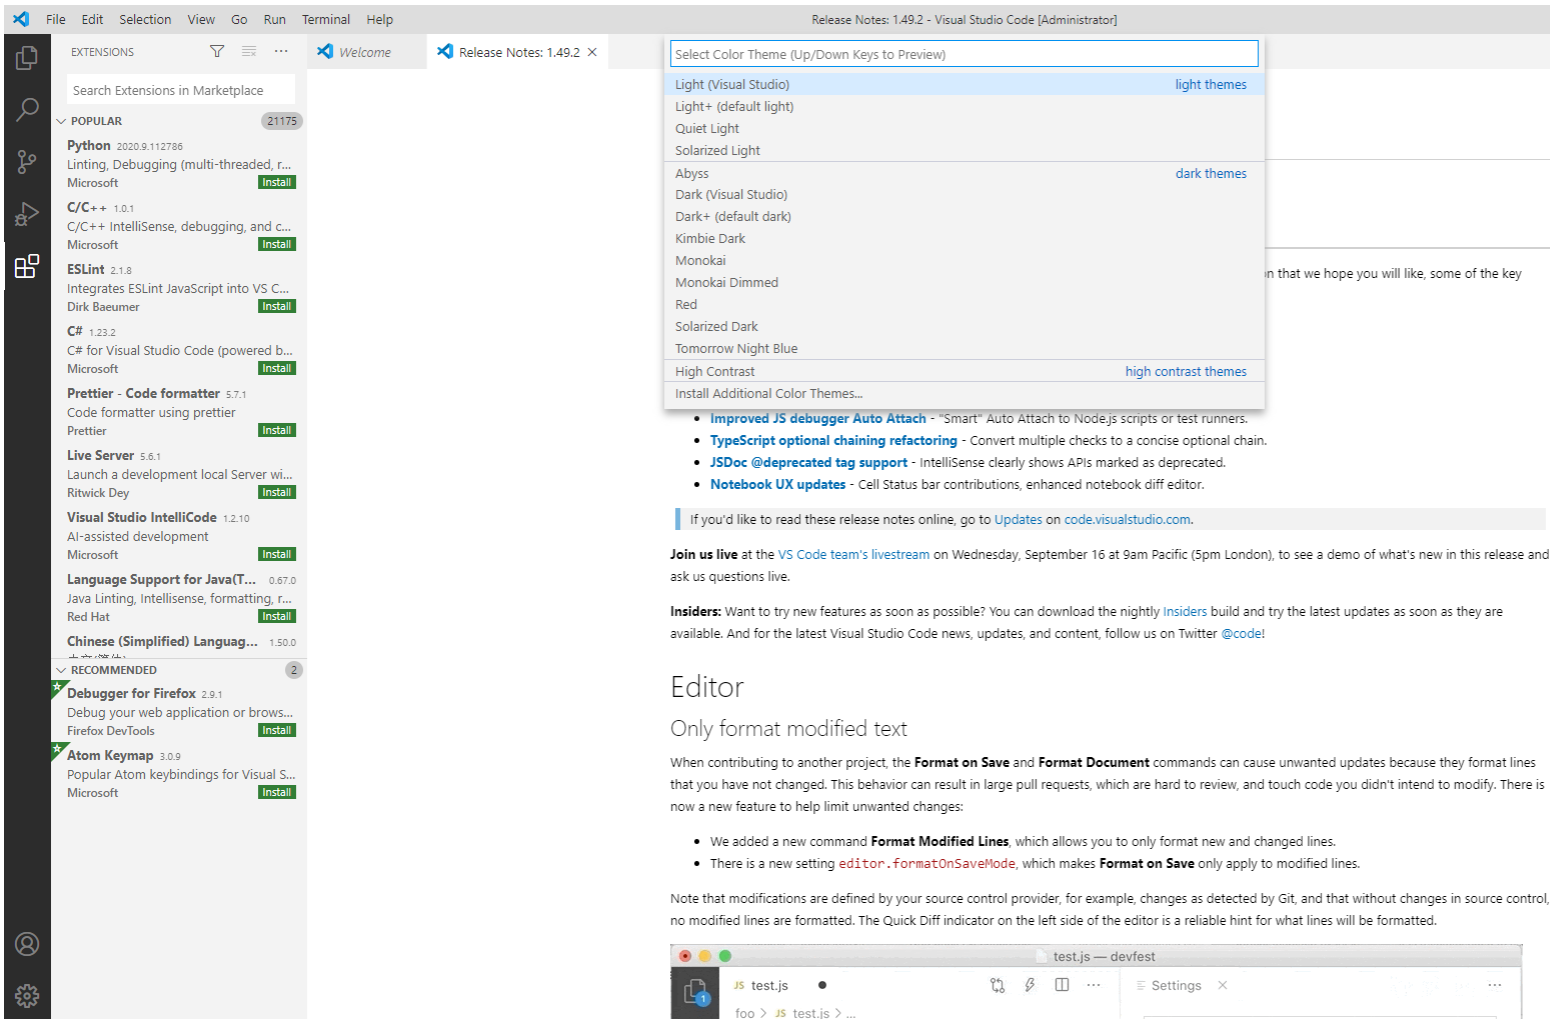 File Edit Selection View Go Run Terminal Help
Release Notes: 1.49.2 - Visual Studio Code [Administrator]
EXTENSIONS
Search Extensions in Marketplace
POPULAR 21175
Python 2020.9.112786
Linting, Debugging (multi-threaded, r...
Microsoft Install
C/C++ 1.0.1
C/C++ IntelliSense, debugging, and c...
Microsoft Install
ESLint 2.1.8
Integrates ESLint JavaScript into VS C...
Dirk Baeumer Install
C# 1.23.2
C# for Visual Studio Code (powered b...
Microsoft Install
Prettier - Code formatter 5.7.1
Code formatter using prettier
Prettier Install
Live Server 5.6.1
Launch a development local Server wi...
Ritwick Dey Install
Visual Studio IntelliCode 1.2.10
AI-assisted development
Microsoft Install
Language Support for Java(T... 0.67.0
Java Linting, Intellisense, formatting, r...
Red Hat Install
Chinese (Simplified) Languag... 1.50.0
RECOMMENDED 2
Debugger for Firefox 2.9.1
Debug your web application or brows...
Firefox DevTools Install
Atom Keymap 3.0.9
Popular Atom keybindings for Visual S...
Microsoft Install
Welcome
Release Notes: 1.49.2
Select Color Theme (Up/Down Keys to Preview)
Light (Visual Studio) light themes
Light+ (default light)
Quiet Light
Solarized Light
Abyss dark themes
Dark (Visual Studio)
Dark+ (default dark)
Kimbie Dark
Monokai
Monokai Dimmed
Red
Solarized Dark
Tomorrow Night Blue
High Contrast high contrast themes
Install Additional Color Themes...
n that we hope you will like, some of the key
• Improved JS debugger Auto Attach - "Smart" Auto Attach to Node.js scripts or test runners.
• TypeScript optional chaining refactoring - Convert multiple checks to a concise optional chain.
• JSDoc @deprecated tag support - IntelliSense clearly shows APIs marked as deprecated.
• Notebook UX updates - Cell Status bar contributions, enhanced notebook diff editor.
If you'd like to read these release notes online, go to Updates on code.visualstudio.com.
Join us live at the VS Code team's livestream on Wednesday, September 16 at 9am Pacific (5pm London), to see a demo of what's new in this release and
ask us questions live.
Insiders: Want to try new features as soon as possible? You can download the nightly Insiders build and try the latest updates as soon as they are
available. And for the latest Visual Studio Code news, updates, and content, follow us on Twitter @code!
Editor
Only format modified text
When contributing to another project, the Format on Save and Format Document commands can cause unwanted updates because they format lines
that you have not changed. This behavior can result in large pull requests, which are hard to review, and touch code you didn't intend to modify. There is
now a new feature to help limit unwanted changes:
• We added a new command Format Modified Lines, which allows you to only format new and changed lines.
• There is a new setting editor.formatOnSaveMode, which makes Format on Save only apply to modified lines.
Note that modifications are defined by your source control provider, for example, changes as detected by Git, and that without changes in source control,
no modified lines are formatted. The Quick Diff indicator on the left side of the editor is a reliable hint for what lines will be formatted.
test.js — devfest
1
JS test.js ● ... Settings ...
foo > JS test.js > ...